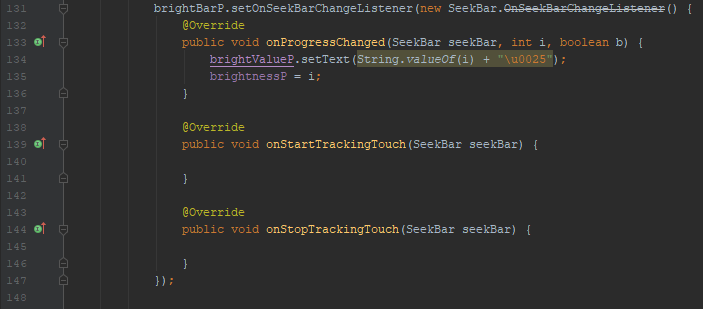 131 brightBarP.setOnSeekBarChangeListener(new SeekBar.OnSeekBarChangeListener() {
132 @Override
133 public void onProgressChanged(SeekBar seekBar, int i, boolean b) {
134 brightValueP.setText(String.valueOf(i) + "\u0025");
135 brightnessP = i;
136 }
137
138 @Override
139 public void onStartTrackingTouch(SeekBar seekBar) {
140
141 }
142
143 @Override
144 public void onStopTrackingTouch(SeekBar seekBar) {
145
146 }
147 });
148